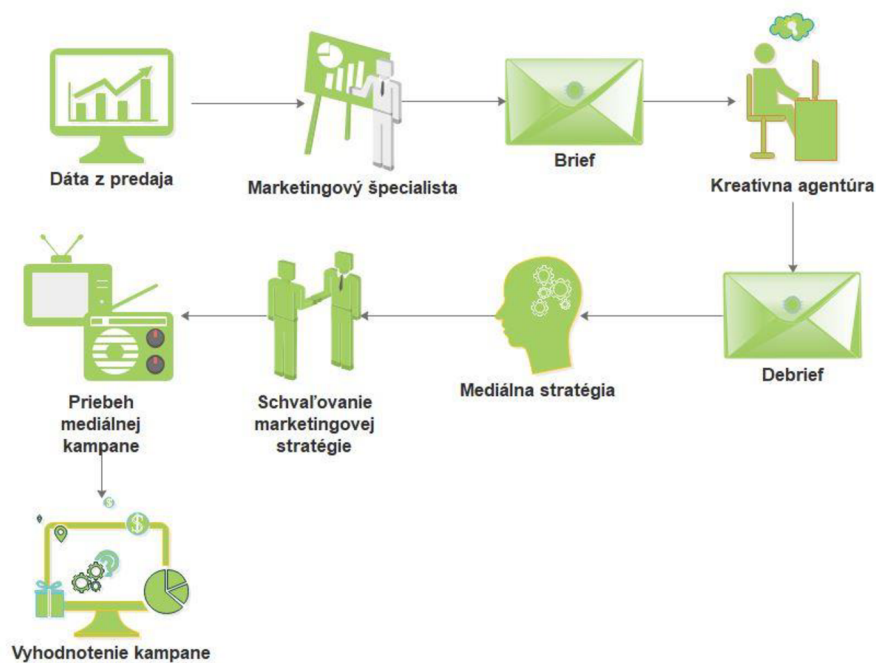 Dáta z predaja
Marketingový špecialista
Brief
Kreatívna agentúra
Debrief
Mediálna stratégia
Schvaľovanie
marketingovej
stratégie
Priebeh
mediálnej
kampane
Vyhodnotenie kampane